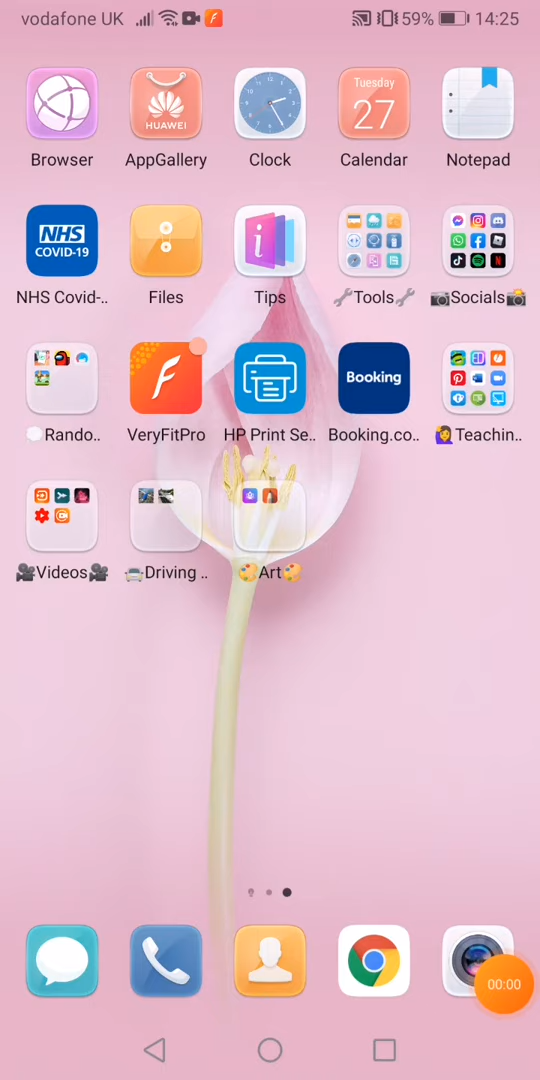 vodafone UK 59% 14:25
Tuesday
27
HUAWEI
Browser AppGallery Clock Calendar Notepad
NHS
COVID-19
NHS Covid-.. Files Tips 🔧Tools🔧 📷Socials📸
Booking
💭Rando.. VeryFitPro HP Print Se.. Booking.co.. 🙋‍♀️Teachin..
🎥Videos🎥 🚘Driving .. 🎨Art🎨
00:00